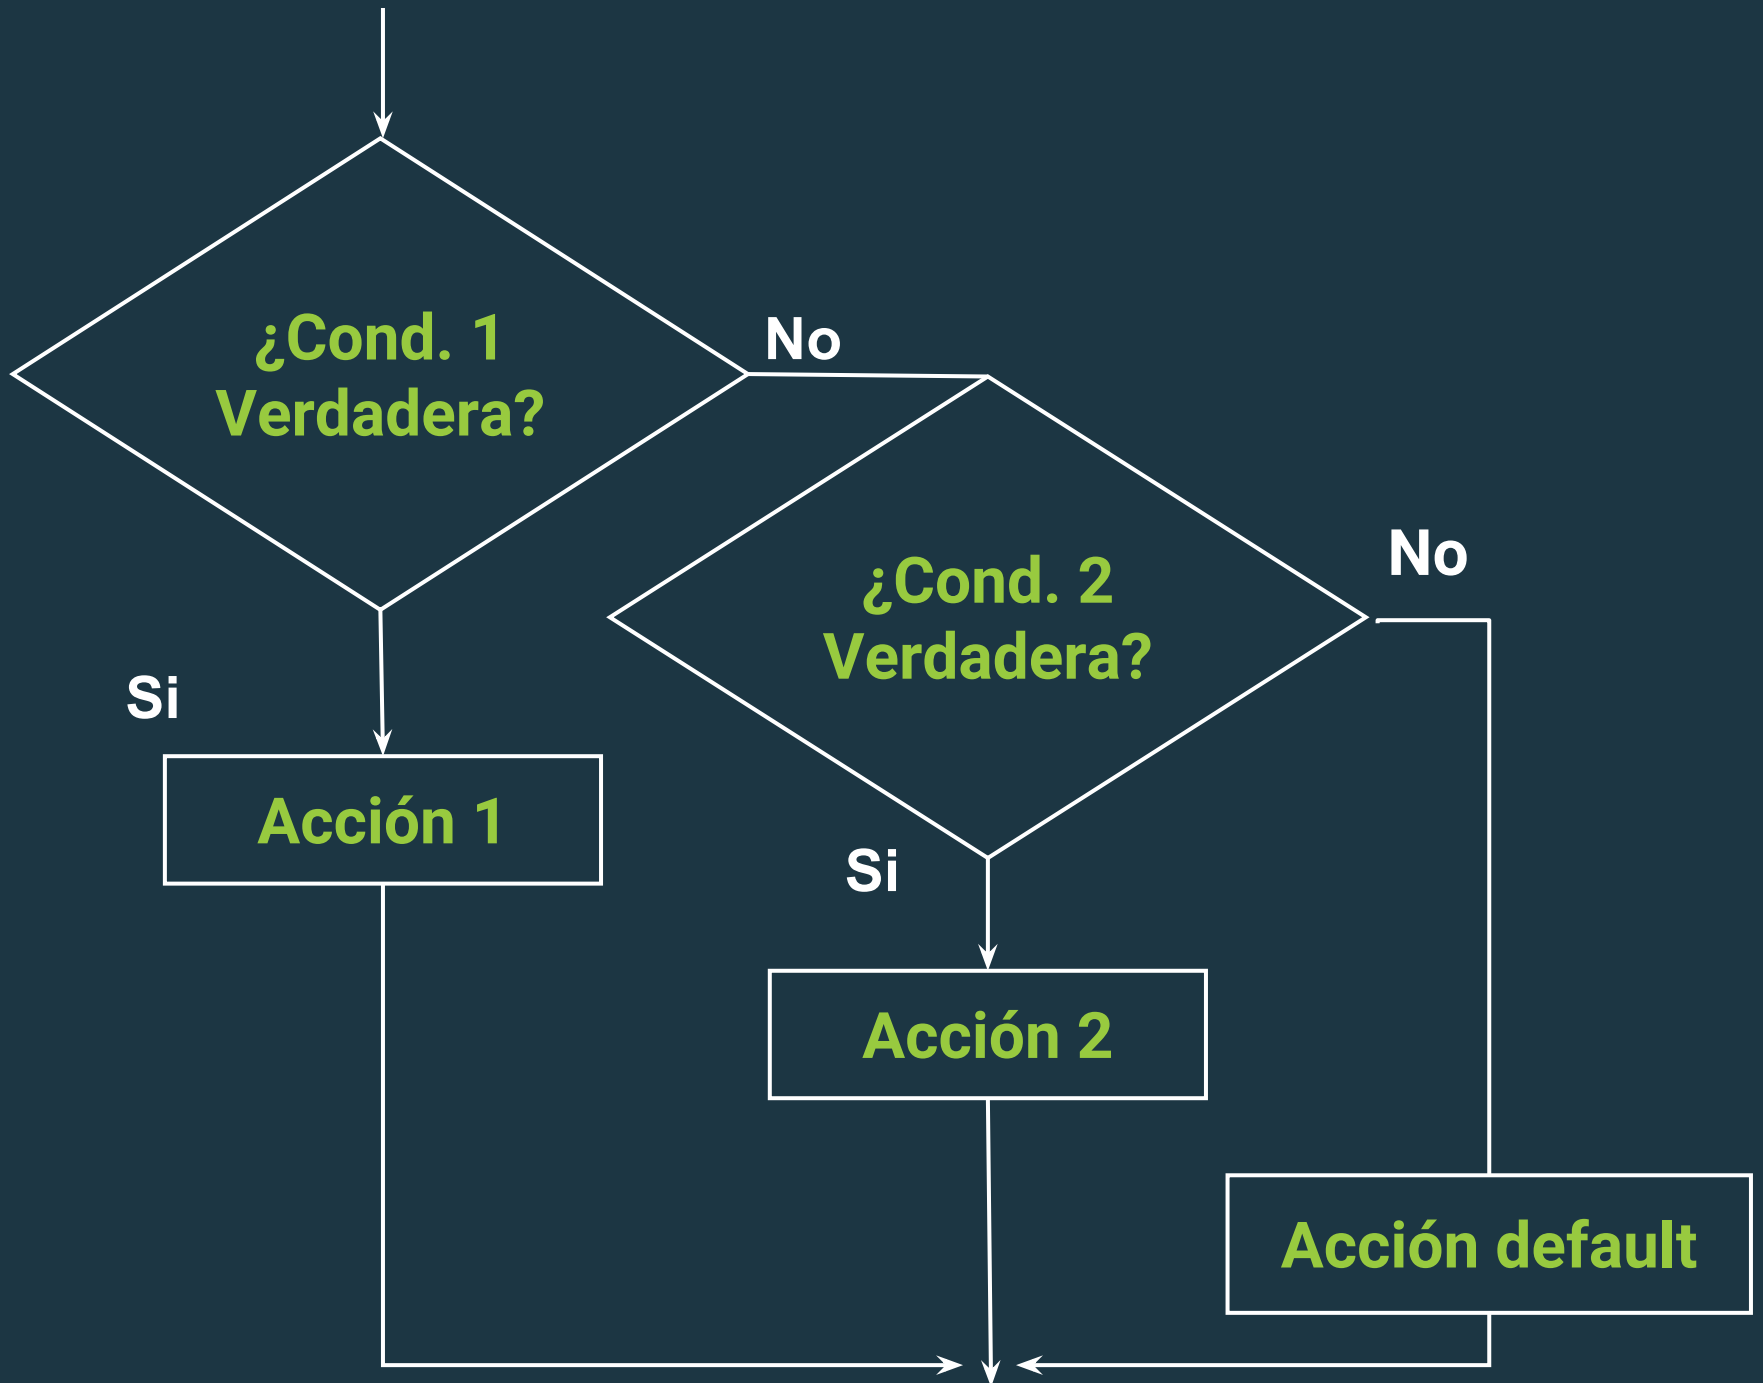 ¿Cond. 1
Verdadera?
No
¿Cond. 2
Verdadera?
No
Si
Acción 1
Si
Acción 2
Acción default